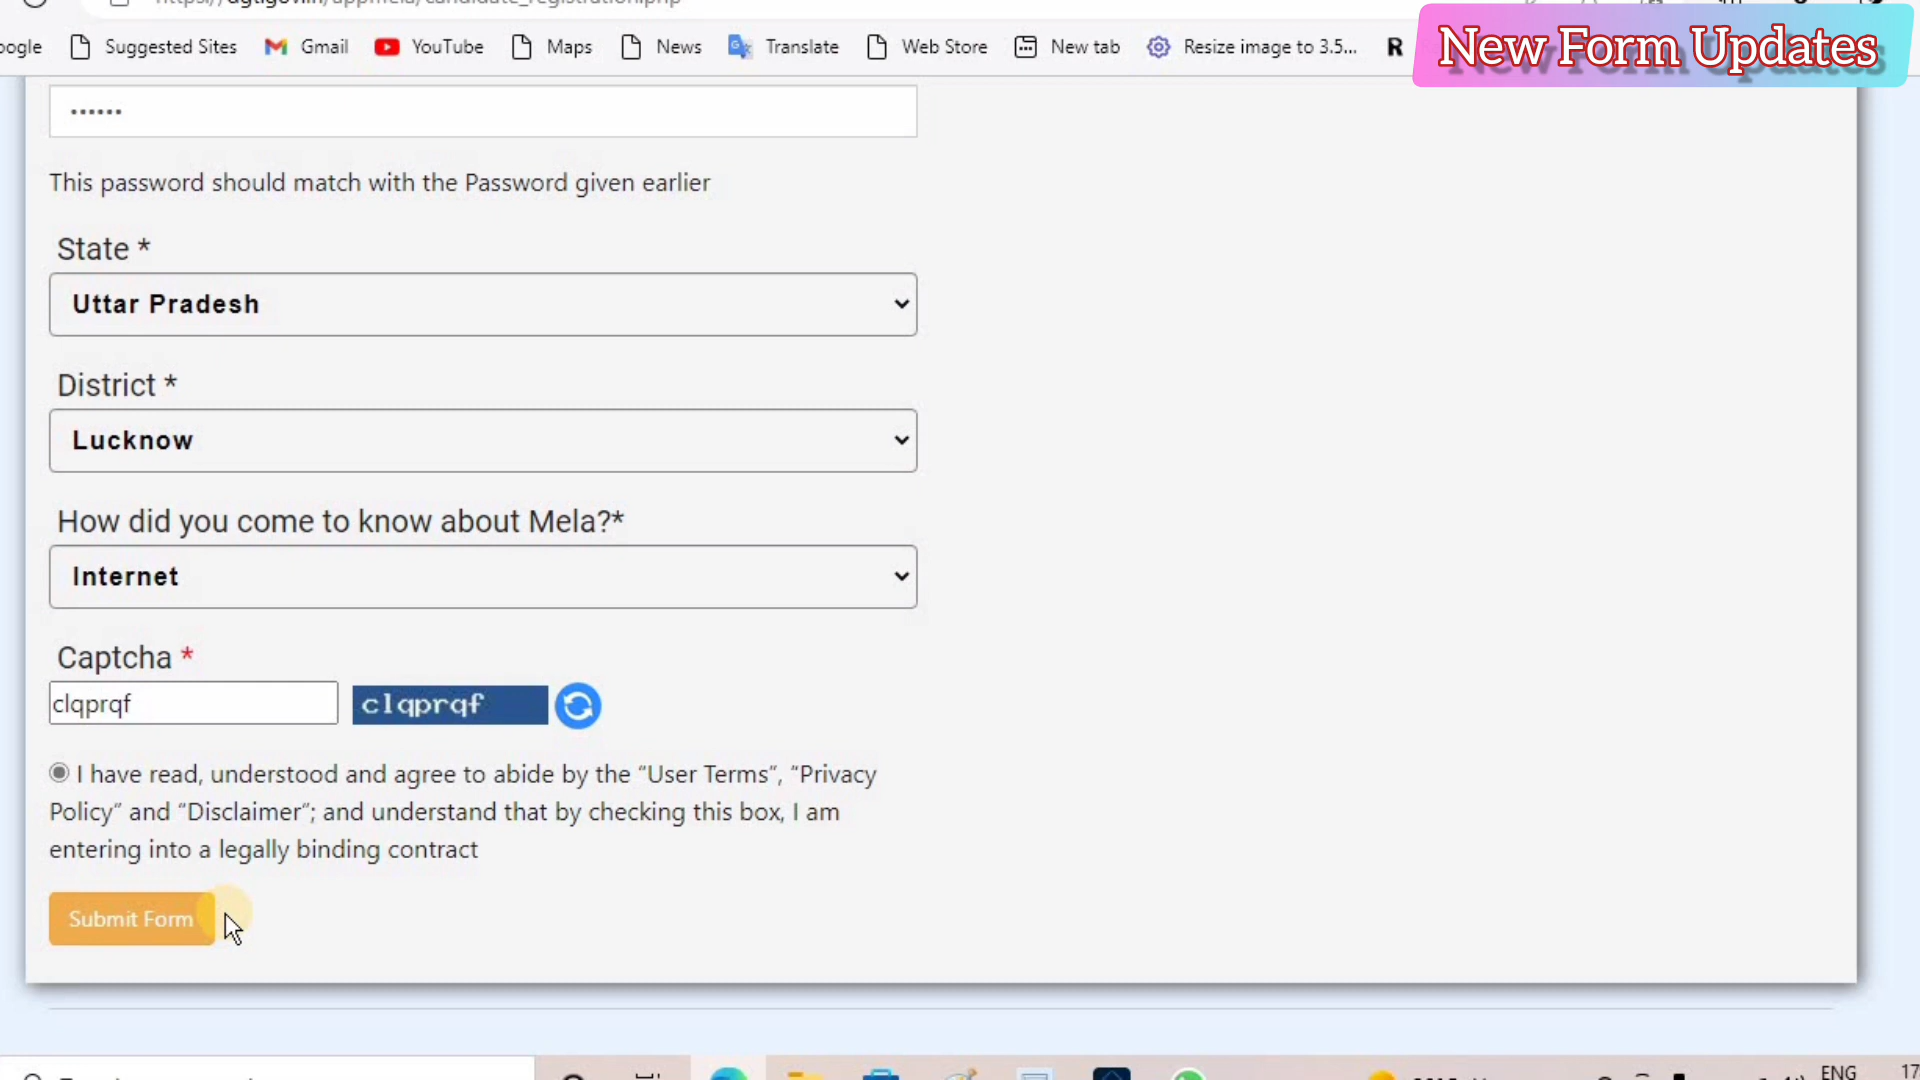 oogle Suggested Sites Gmail YouTube Maps News Translate Web Store New tab Resize image to 3.5... R
New Form Updates
••••••
This password should match with the Password given earlier
State *
Uttar Pradesh
District *
Lucknow
How did you come to know about Mela?*
Internet
Captcha *
clqprqf clqprqf
I have read, understood and agree to abide by the “User Terms”, “Privacy
Policy” and “Disclaimer”; and understand that by checking this box, I am
entering into a legally binding contract
Submit Form
ENG 17